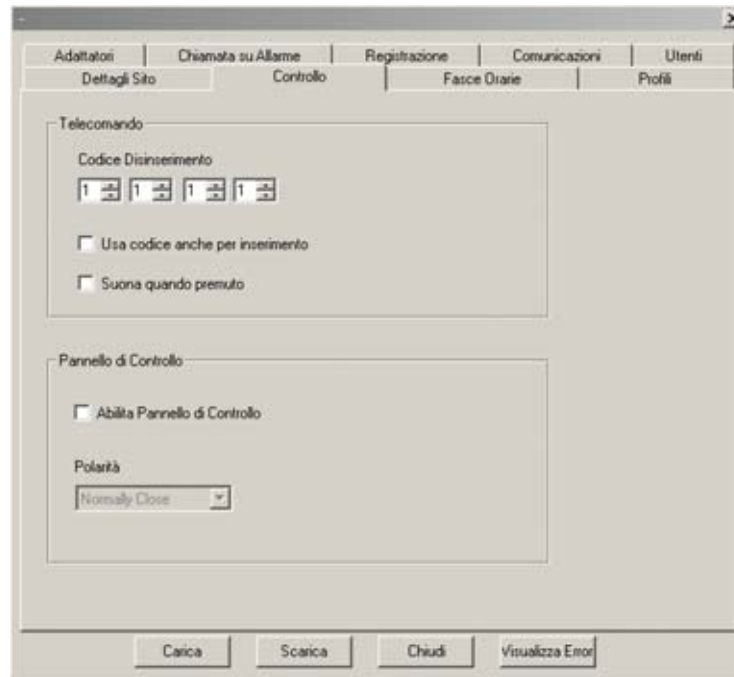 Adattatori Chiamata su Allarme Registrazione Comunicazioni Utenti
Dettagli Sito Controllo Fasce Orarie Profili
Telecomando
Codice Disinserimento
1 1 1 1
Usa codice anche per inserimento
Suona quando premuto
Pannello di Controllo
Abilita Pannello di Controllo
Polarità
Normally Close
Carica Scarica Chiudi Visualizza Error